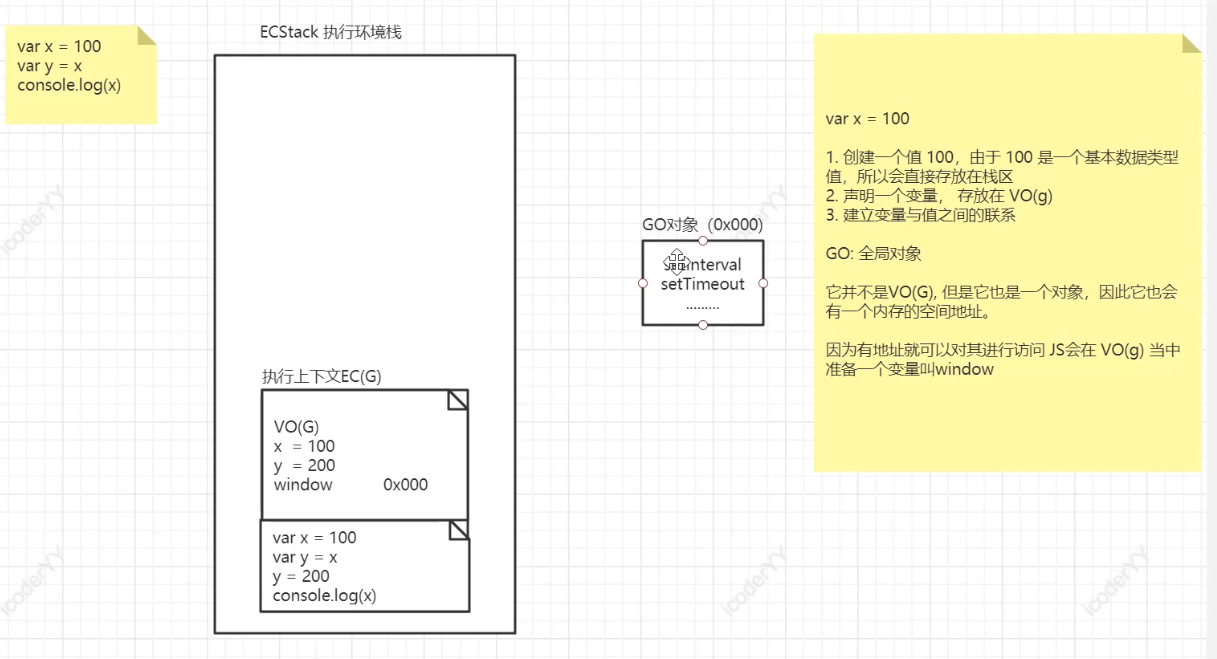 var x = 100
var y = x
console.log(x)
ECStack 执行环境栈
执行上下文EC(G)
VO(G)
x = 100
y = 200
window 0x000
var x = 100
var y = x
y = 200
console.log(x)
GO对象（0x000)
setTimeout
.........
var x = 100
1. 创建一个值 100，由于 100 是一个基本数据类型
值，所以会直接存放在栈区
2. 声明一个变量， 存放在 VO(g)
3. 建立变量与值之间的联系
GO: 全局对象
它并不是VO(G), 但是它也是一个对象，因此它也会
有一个内存的空间地址。
因为有地址就可以对其进行访问 JS会在 VO(g) 当中
准备一个变量叫window
icoderYY
icoderYY
icoderYY
icoderYY